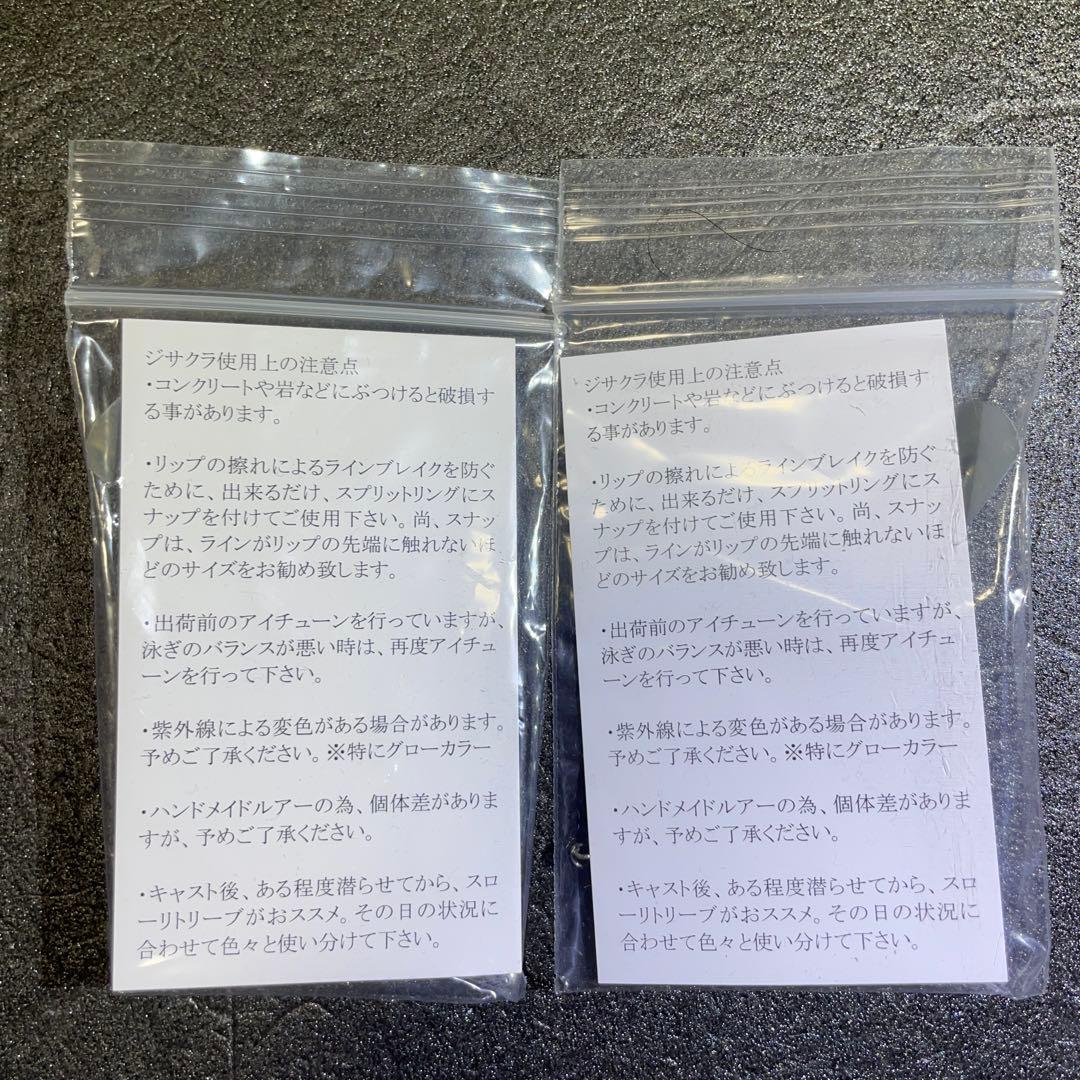 ジサクラ使用上の注意点
・コンクリートや岩などにぶつけると破損す
る事があります。
・リップの擦れによるラインブレイクを防ぐ
ために、出来るだけ、スプリットリングにス
ナップを付けてご使用下さい。尚、スナッ
プは、ラインがリップの先端に触れないほ
どのサイズをお勧め致します。
・出荷前のアイチューンを行っていますが、
泳ぎのバランスが悪い時は、再度アイチュ
ーンを行って下さい。
・紫外線による変色がある場合があります。
予めご了承ください。※特にグローカラー
・ハンドメイドルアーの為、個体差がありま
すが、予めご了承ください。
・キャスト後、ある程度潜らせてから、スロ
ーリトリーブがおススメ。その日の状況に
合わせて色々と使い分けて下さい。
ジサクラ使用上の注意点
・コンクリートや岩などにぶつけると破損す
る事があります。
・リップの擦れによるラインブレイクを防ぐ
ために、出来るだけ、スプリットリングにス
ナップを付けてご使用下さい。尚、スナッ
プは、ラインがリップの先端に触れないほ
どのサイズをお勧め致します。
・出荷前のアイチューンを行っていますが、
泳ぎのバランスが悪い時は、再度アイチュ
ーンを行って下さい。
・紫外線による変色がある場合があります。
予めご了承ください。※特にグローカラー
・ハンドメイドルアーの為、個体差がありま
すが、予めご了承ください。
・キャスト後、ある程度潜らせてから、スロ
ーリトリーブがおススメ。その日の状況に
合わせて色々と使い分けて下さい。